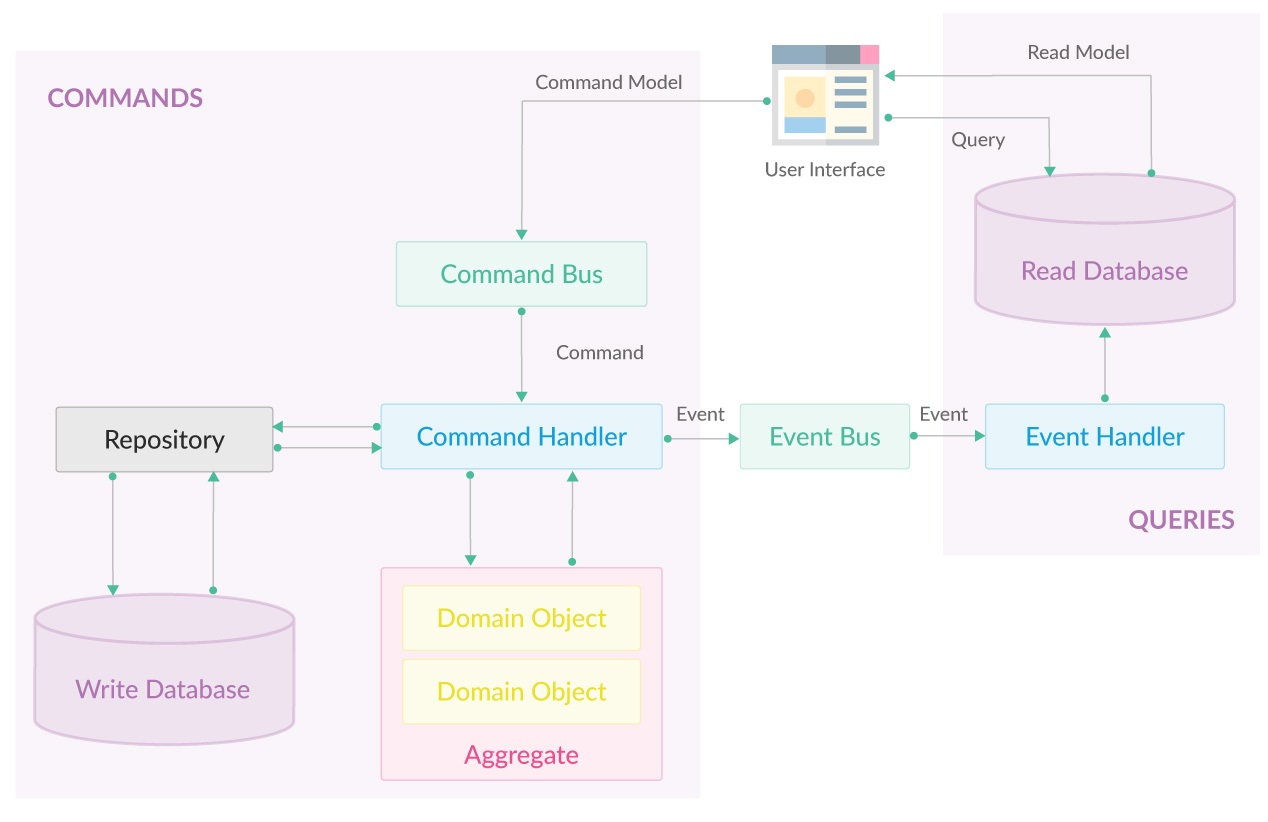 COMMANDS
Command Model
User Interface
Read Model
Query
Read Database
Command Bus
Command
Repository
Command Handler
Event
Event Bus
Event
Event Handler
QUERIES
Write Database
Domain Object
Domain Object
Aggregate